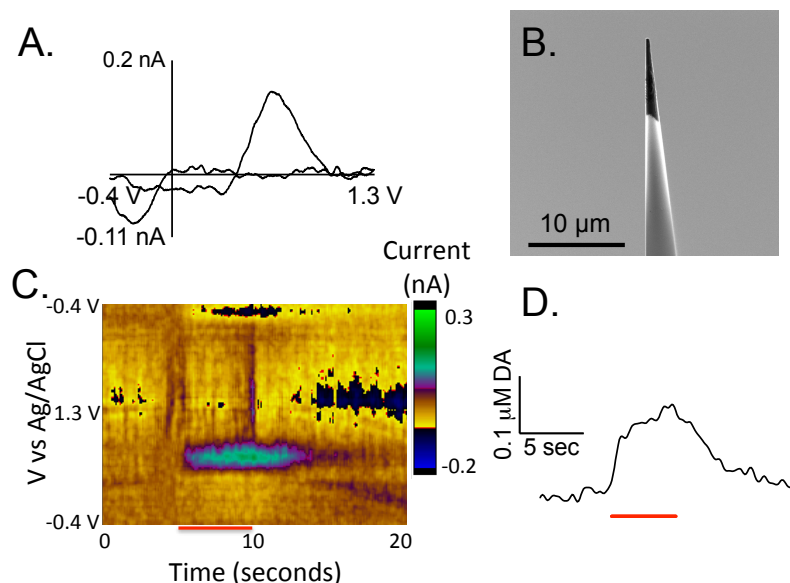 A.
0.2 nA
-0.4 V
1.3 V
-0.11 nA
B.
10 µm
C.
Current
(nA)
0.3
-0.2
-0.4 V
1.3 V
-0.4 V
V vs Ag/AgCl
0
10
20
Time (seconds)
D.
0.1 µM DA
5 sec